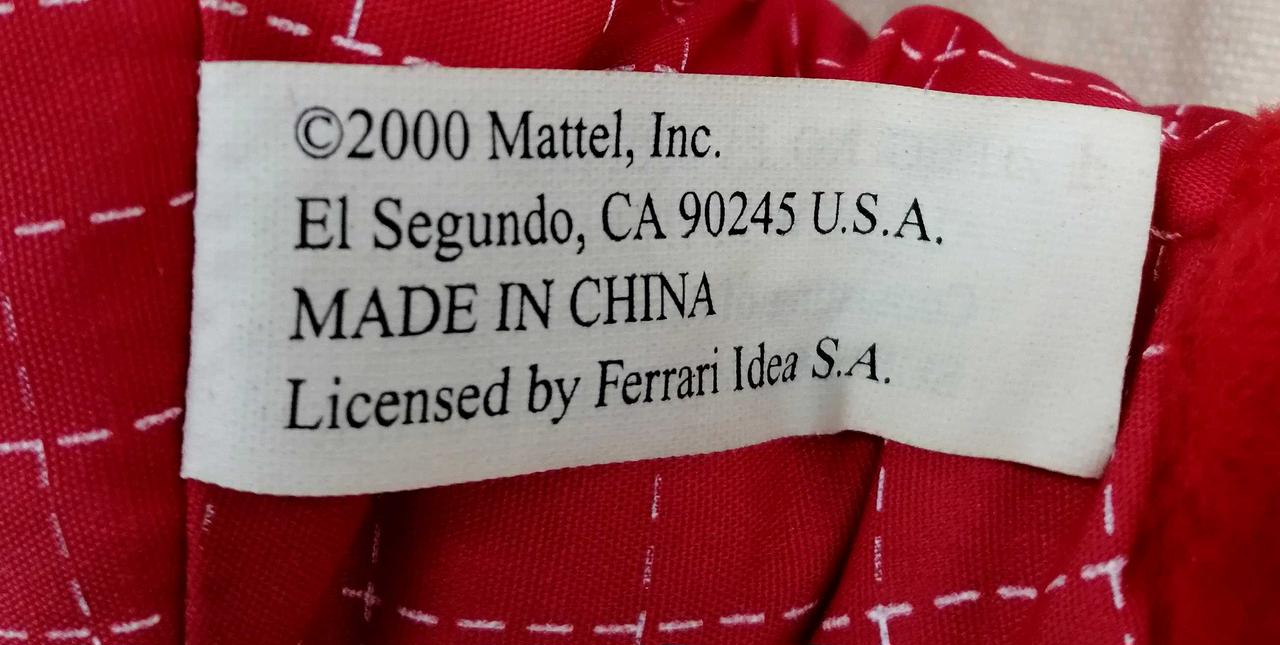 ©2000 Mattel, Inc.
El Segundo, CA 90245 U.S.A.
MADE IN CHINA
Licensed by Ferrari Idea S.A.